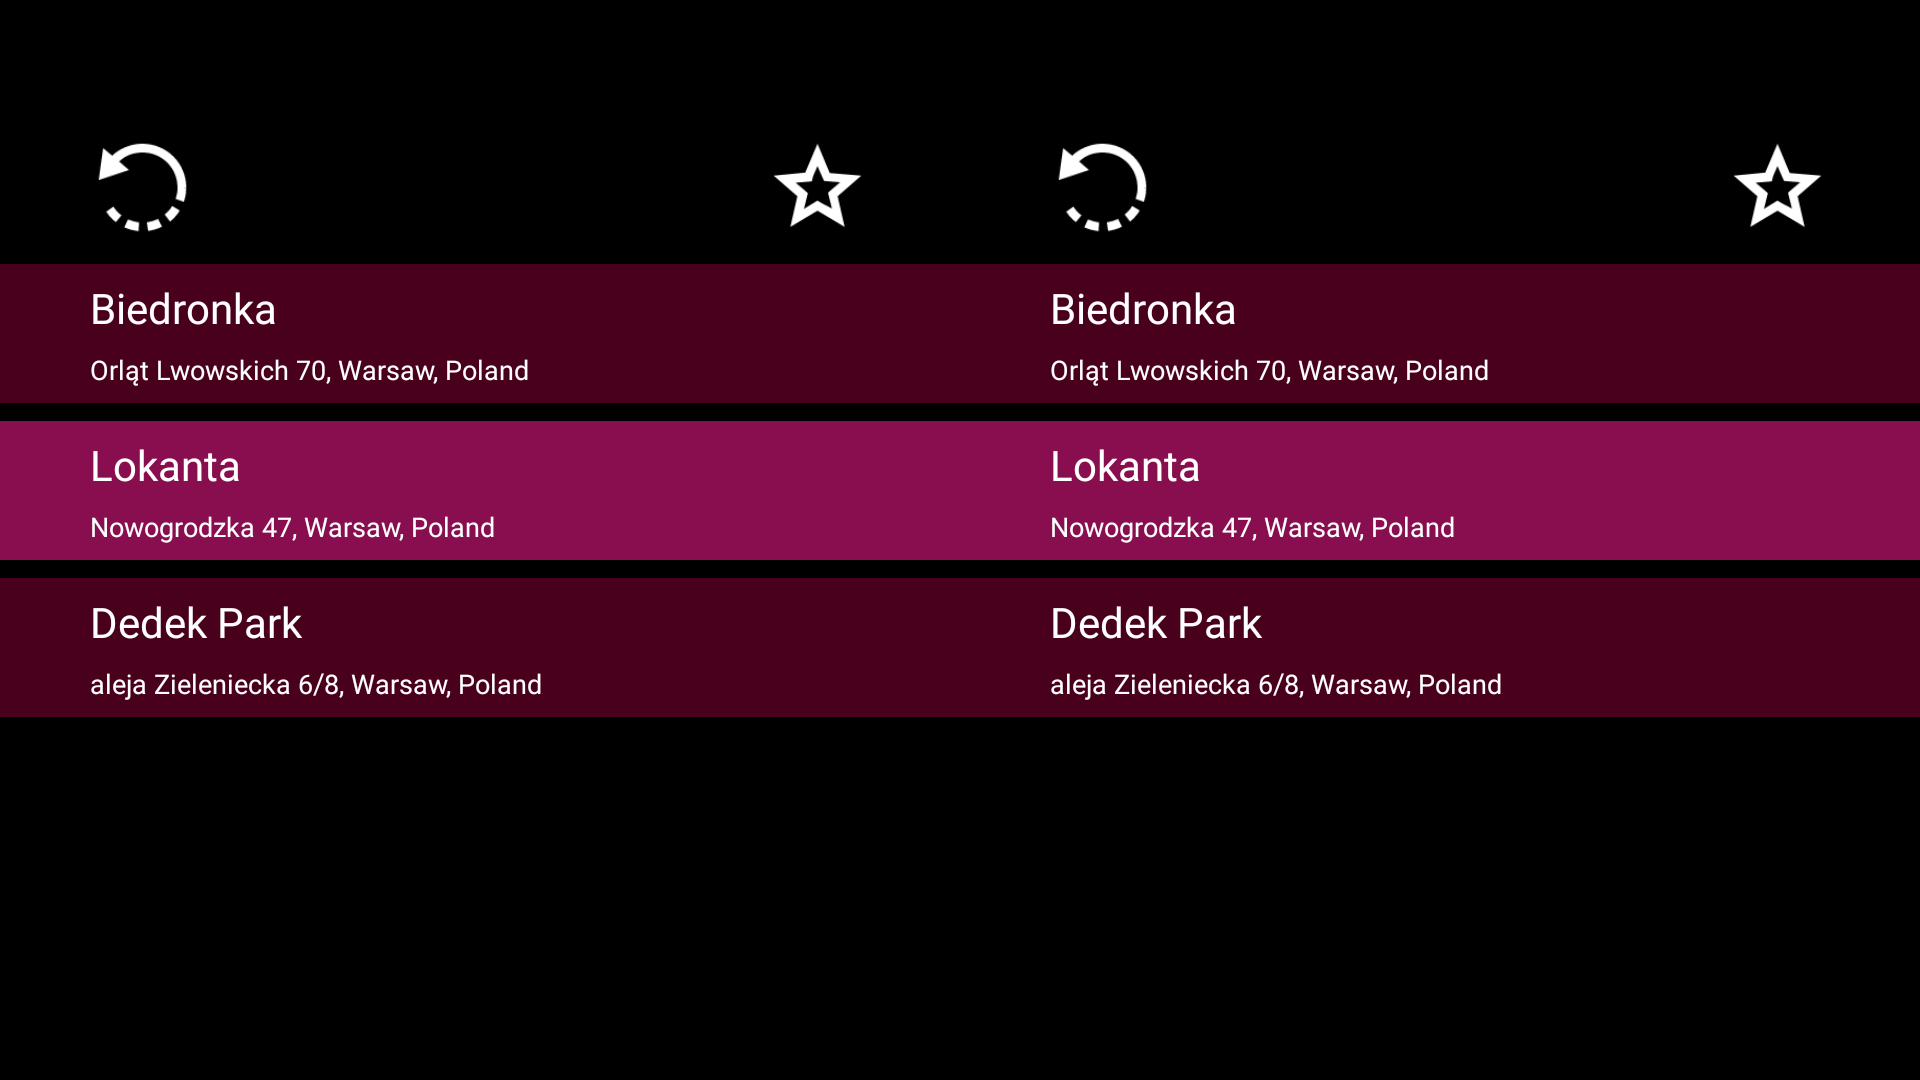 Biedronka
Orląt Lwowskich 70, Warsaw, Poland
Lokanta
Nowogrodzka 47, Warsaw, Poland
Dedek Park
aleja Zieleniecka 6/8, Warsaw, Poland
Biedronka
Orląt Lwowskich 70, Warsaw, Poland
Lokanta
Nowogrodzka 47, Warsaw, Poland
Dedek Park
aleja Zieleniecka 6/8, Warsaw, Poland